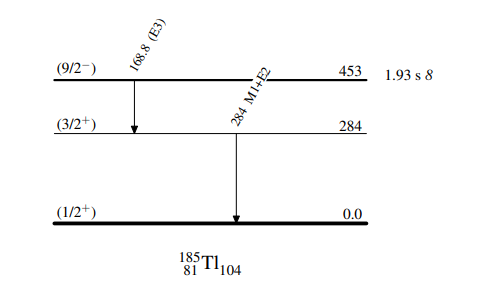 168.8 (E3)
284 M1+E2
(9/2⁻) 453 1.93 s 8
(3/2⁺) 284
(1/2⁺) 0.0
¹⁸⁵₈₁Tl₁₀₄